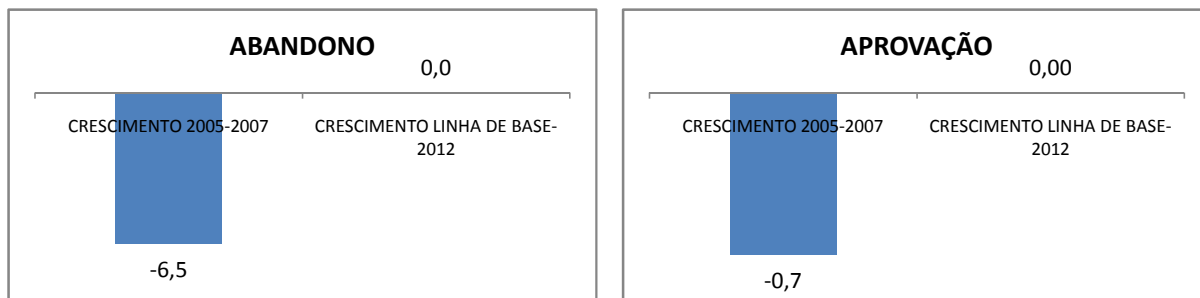 ABANDONO
0,0
CRESCIMENTO 2005-2007
CRESCIMENTO LINHA DE BASE-
2012
-6,5
APROVAÇÃO
0,00
CRESCIMENTO 2005-2007
CRESCIMENTO LINHA DE BASE-
2012
-0,7